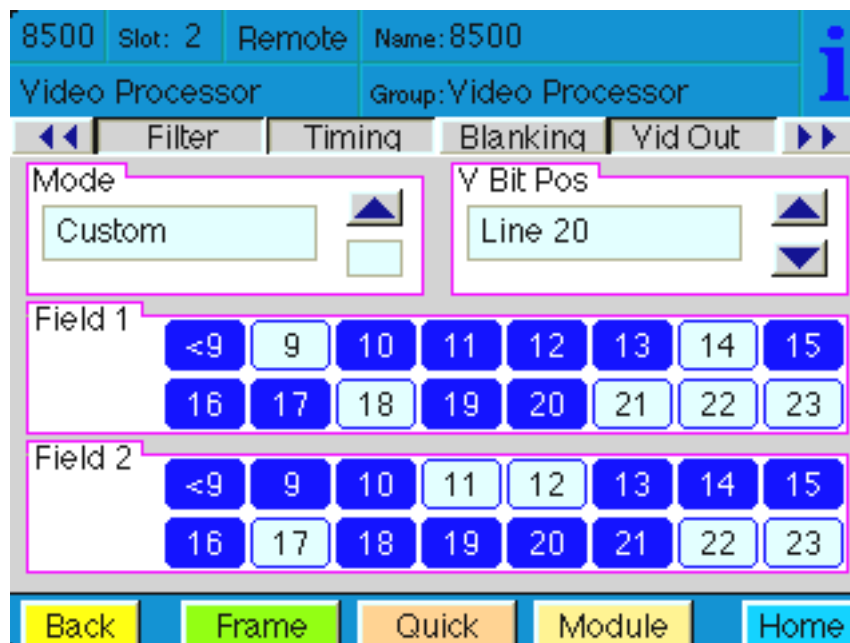 8500 Slot: 2 Remote Name: 8500 i
Video Processor Group: Video Processor
Filter Timing Blanking Vid Out
Mode V Bit Pos
Custom Line 20
Field 1
<9 9 10 11 12 13 14 15
16 17 18 19 20 21 22 23
Field 2
<9 9 10 11 12 13 14 15
16 17 18 19 20 21 22 23
Back Frame Quick Module Home